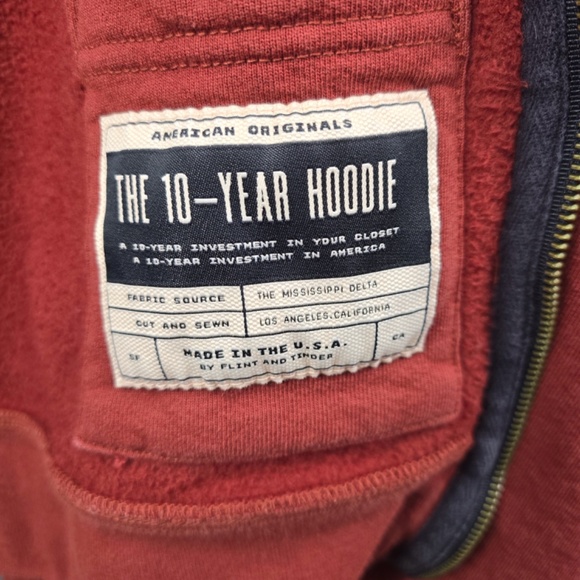 AMERICAN ORIGINALS
THE 10-YEAR HOODIE
A 10-YEAR INVESTMENT IN YOUR CLOSET
A 10-YEAR INVESTMENT IN AMERICA
FABRIC SOURCE THE MISSISSIPPI DELTA
CUT AND SEWN LOS ANGELES, CALIFORNIA
SF MADE IN THE U.S.A. CA
BY FLINT AND TINDER